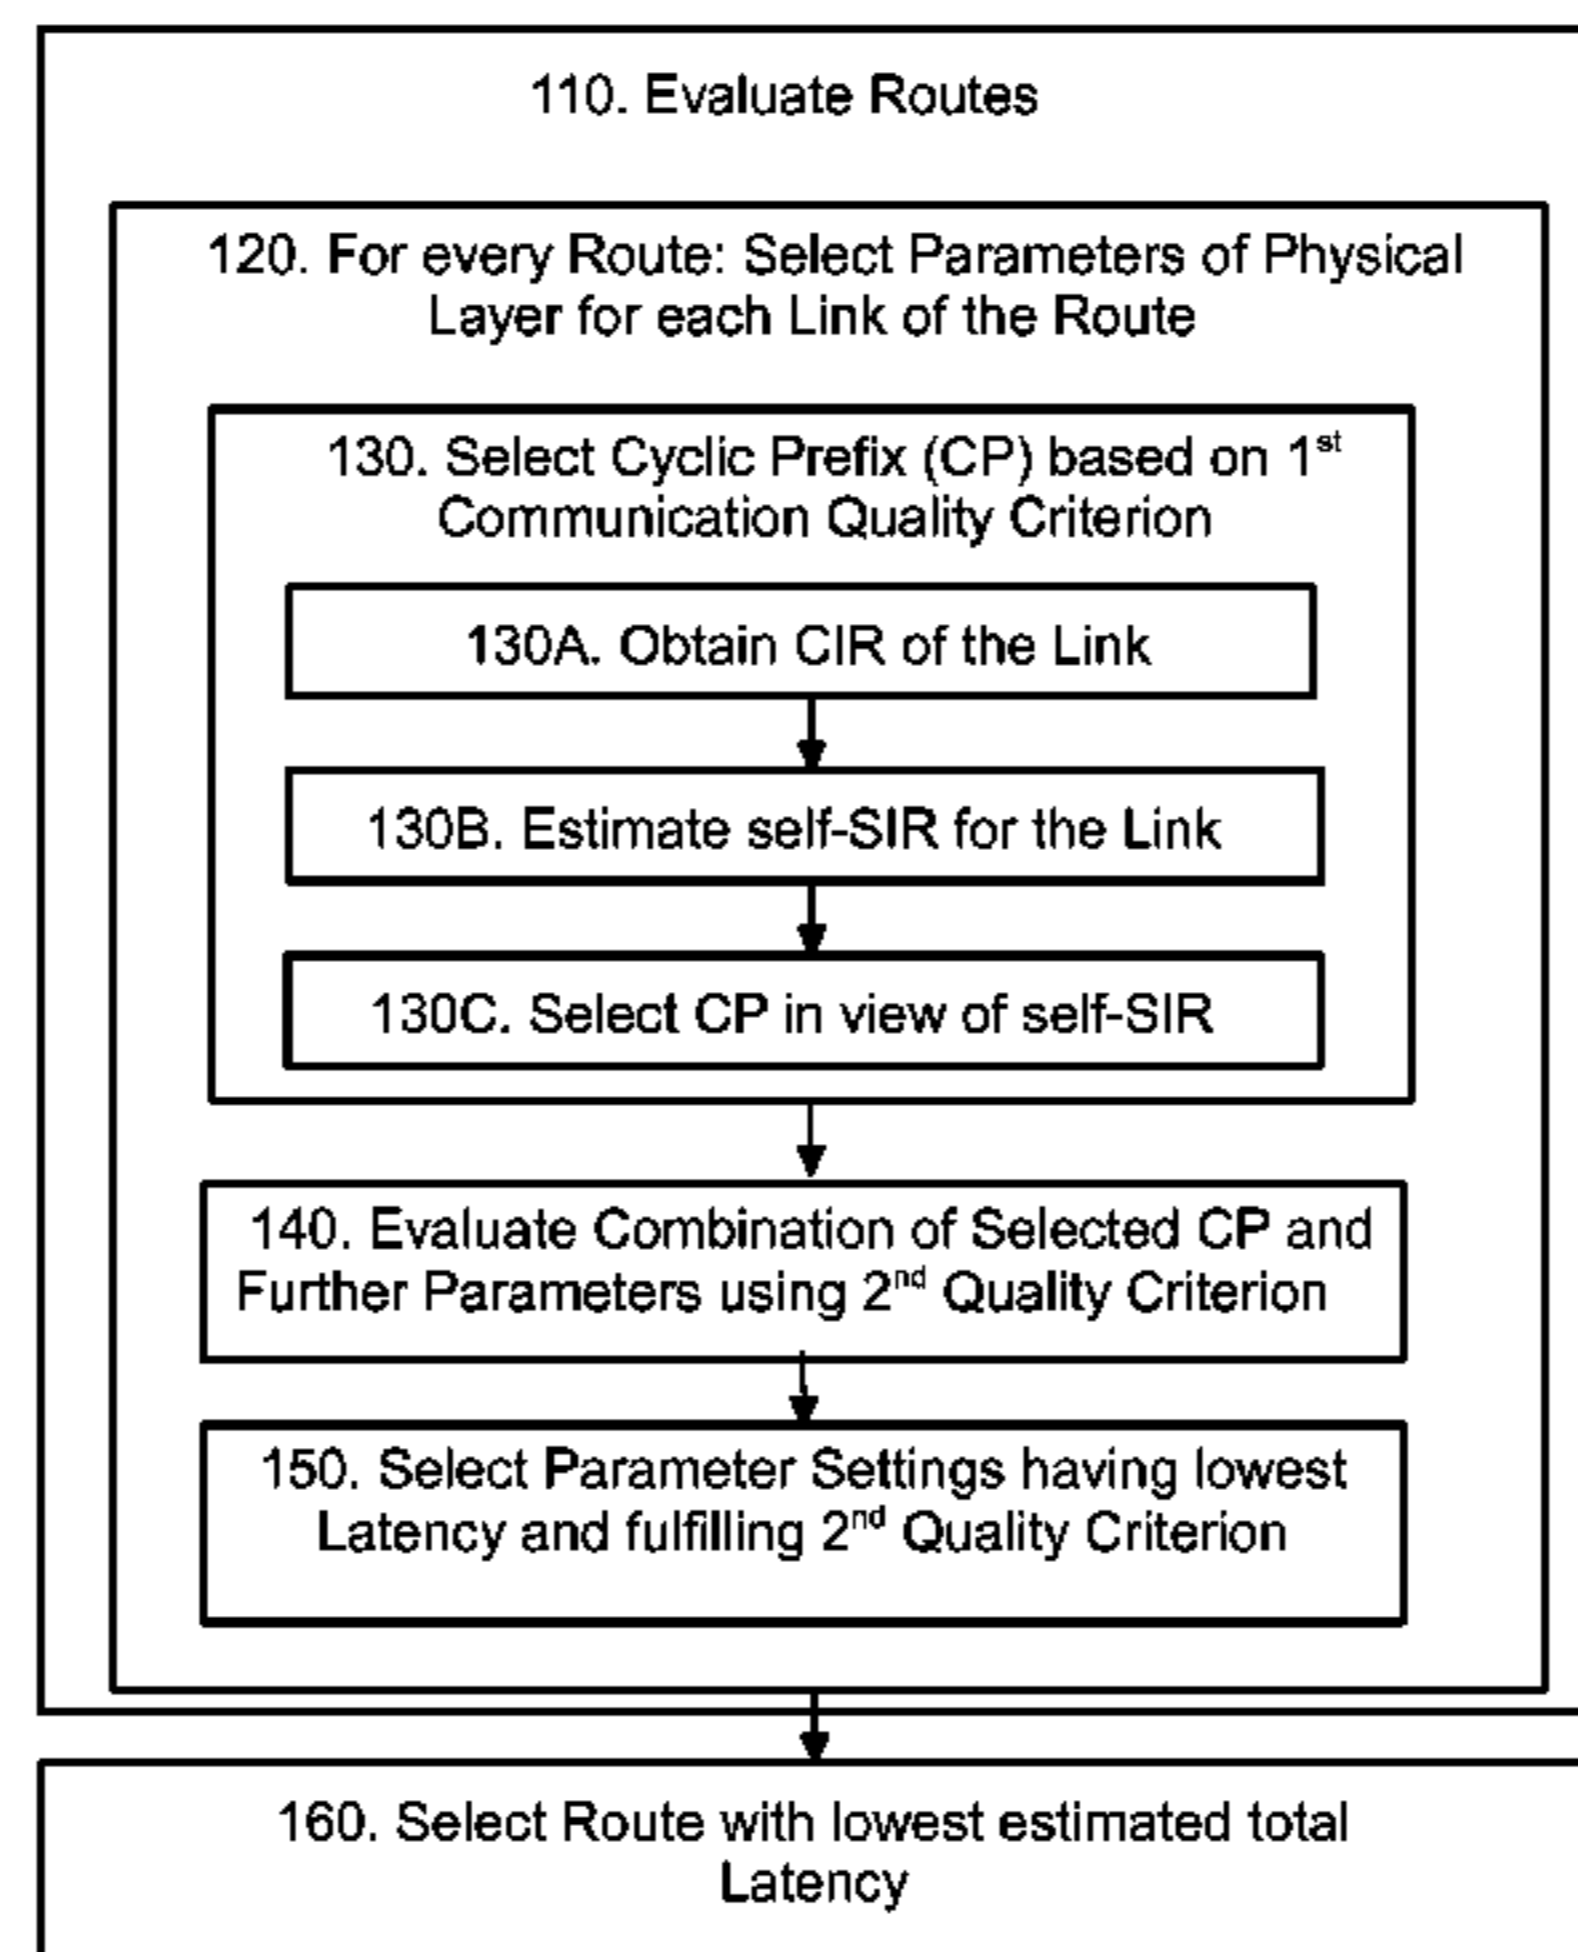 110. Evaluate Routes
120. For every Route: Select Parameters of Physical
Layer for each Link of the Route
130. Select Cyclic Prefix (CP) based on 1st
Communication Quality Criterion
130A. Obtain CIR of the Link
130B. Estimate self-SIR for the Link
130C. Select CP in view of self-SIR
140. Evaluate Combination of Selected CP and
Further Parameters using 2nd Quality Criterion
150. Select Parameter Settings having lowest
Latency and fulfilling 2nd Quality Criterion
160. Select Route with lowest estimated total
Latency